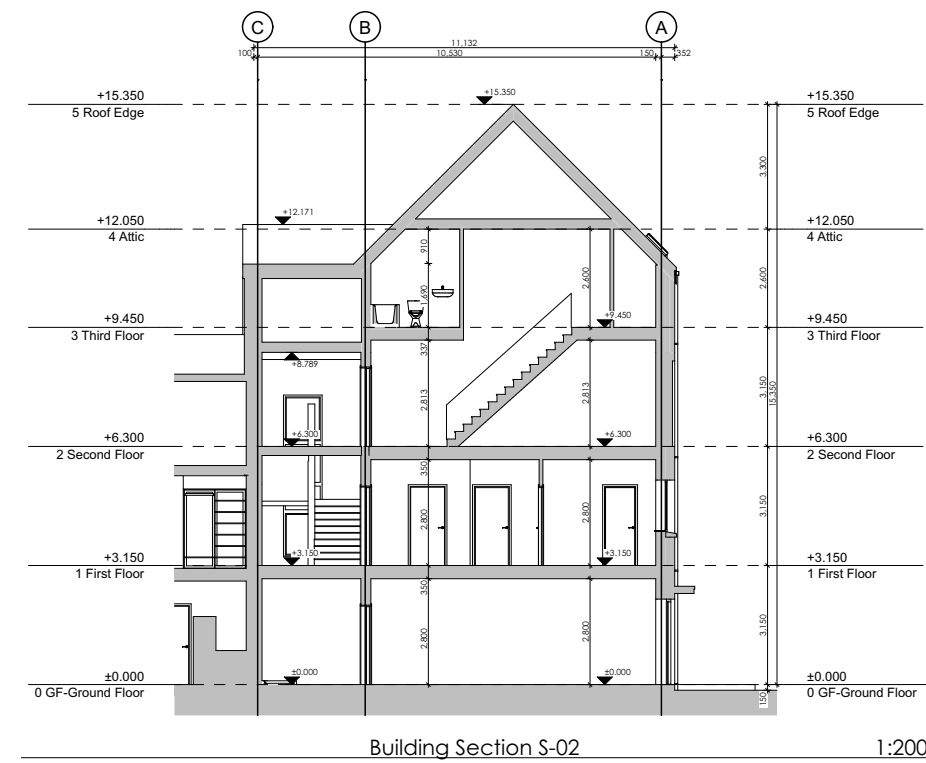 C B A
11,132
100 10,530 150 352
+15.350 +15.350 +15.350
5 Roof Edge 5 Roof Edge
3.300
+12.171
+12.050 +12.050
4 Attic 4 Attic
910
2.600 2.600
1.690
+9.450 +9.450 +9.450
3 Third Floor 3 Third Floor
337
+8.789
2.813 2.813 3.150 15.350
+6.300 +6.300 +6.300 +6.300
2 Second Floor 2 Second Floor
350
2.800 2.800 3.150
+3.150 +3.150 +3.150 +3.150
1 First Floor 1 First Floor
350
2.800 2.800 3.150
±0.000 ±0.000 ±0.000 ±0.000
0 GF-Ground Floor 0 GF-Ground Floor
150
Building Section S-02 1:200